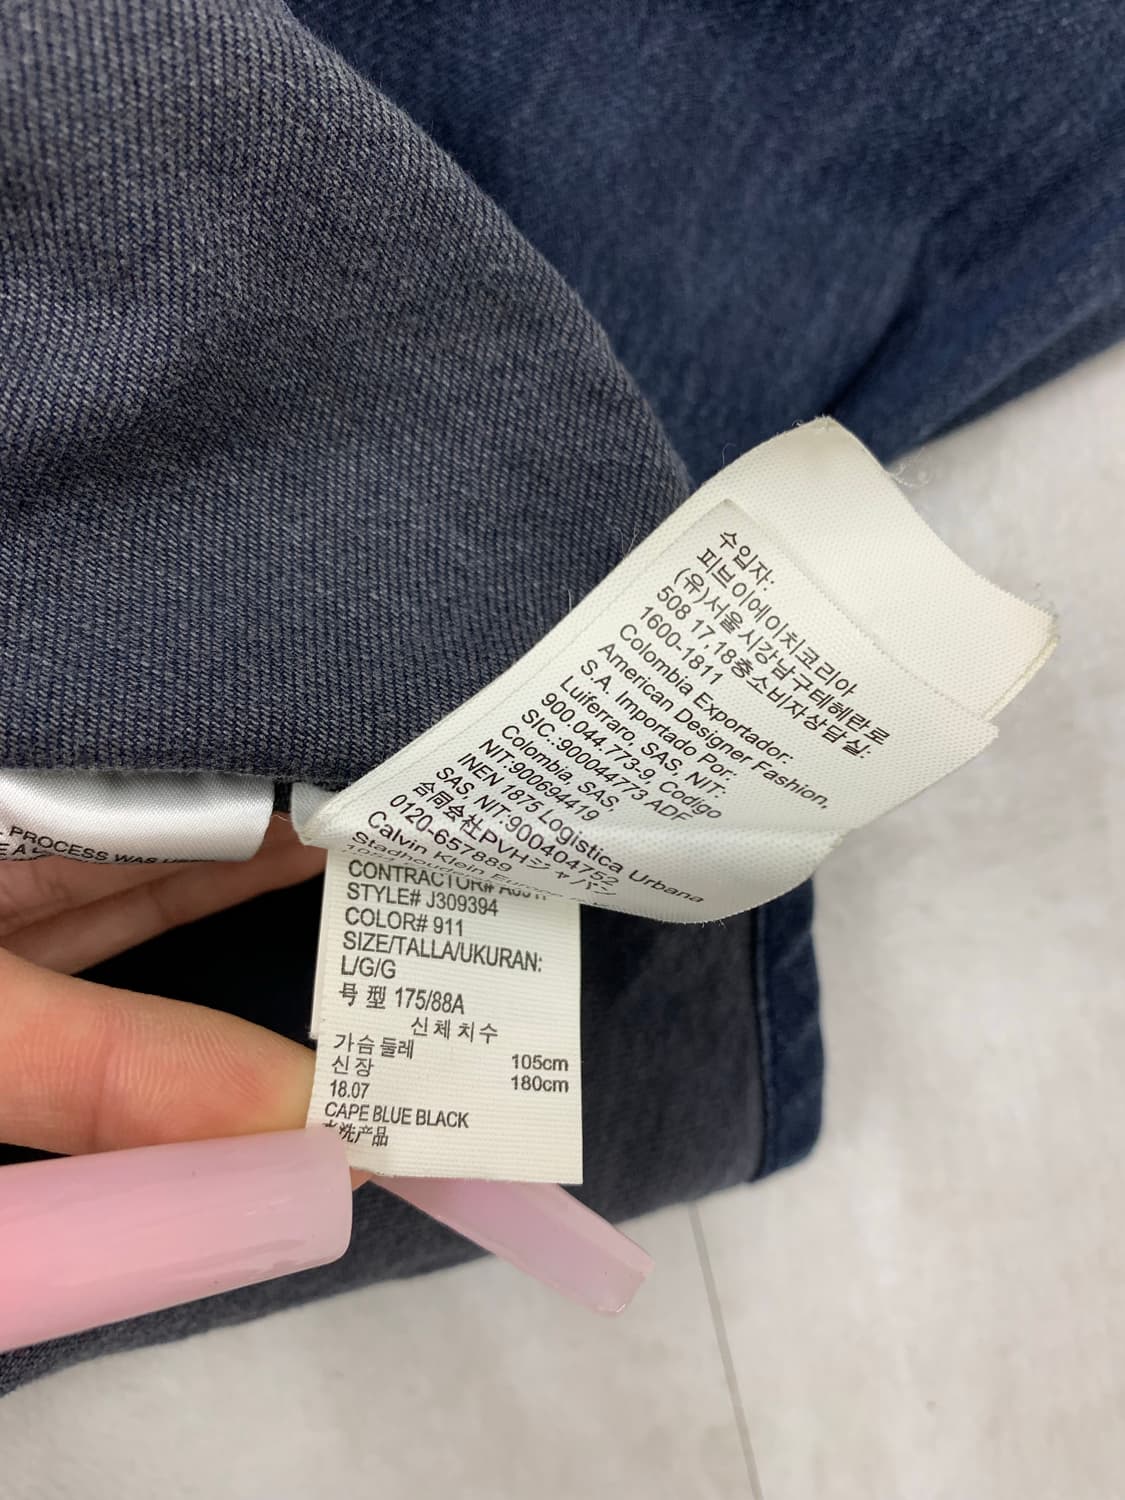 수입자:
피브이에이치코리아
(유)서울시강남구테헤란로
508 17,18층소비자상담실:
1600-1811
Colombia Exportador:
American Designer Fashion,
S.A. Importado Por:
Luiferraro, SAS, NIT:
900.044.773-9, Codigo
SIC.:900044773 ADF
Colombia, SAS,
NIT:900694419
INEN 1875 Logistica Urbana
SAS, NIT:900404752
合同会社PVHジャパン
0120-657889
Calvin Klein
PROCESS WAS
CONTRACTOR#
STYLE# J309394
COLOR# 911
SIZE/TALLA/UKURAN:
L/G/G
号型 175/88A
신체치수
가슴둘레 105cm
신장 180cm
18.07
CAPE BLUE BLACK
水洗产品